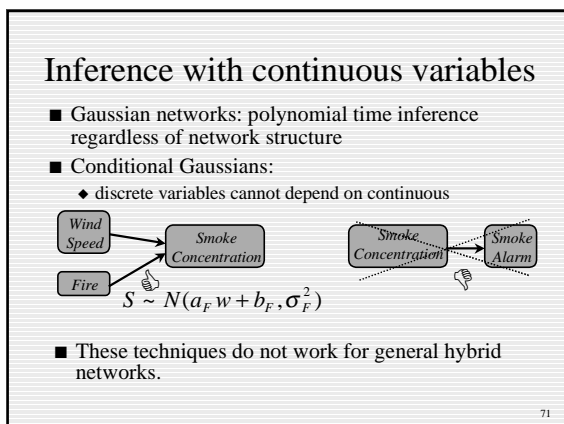 Inference with continuous variables
■ Gaussian networks: polynomial time inference
regardless of network structure
■ Conditional Gaussians:
◆ discrete variables cannot depend on continuous
Wind
Speed
Fire
Smoke
Concentration
Smoke
Concentration
Smoke
Alarm
S ~ N(a_F w + b_F, σ_F^2)
■ These techniques do not work for general hybrid
networks.
71